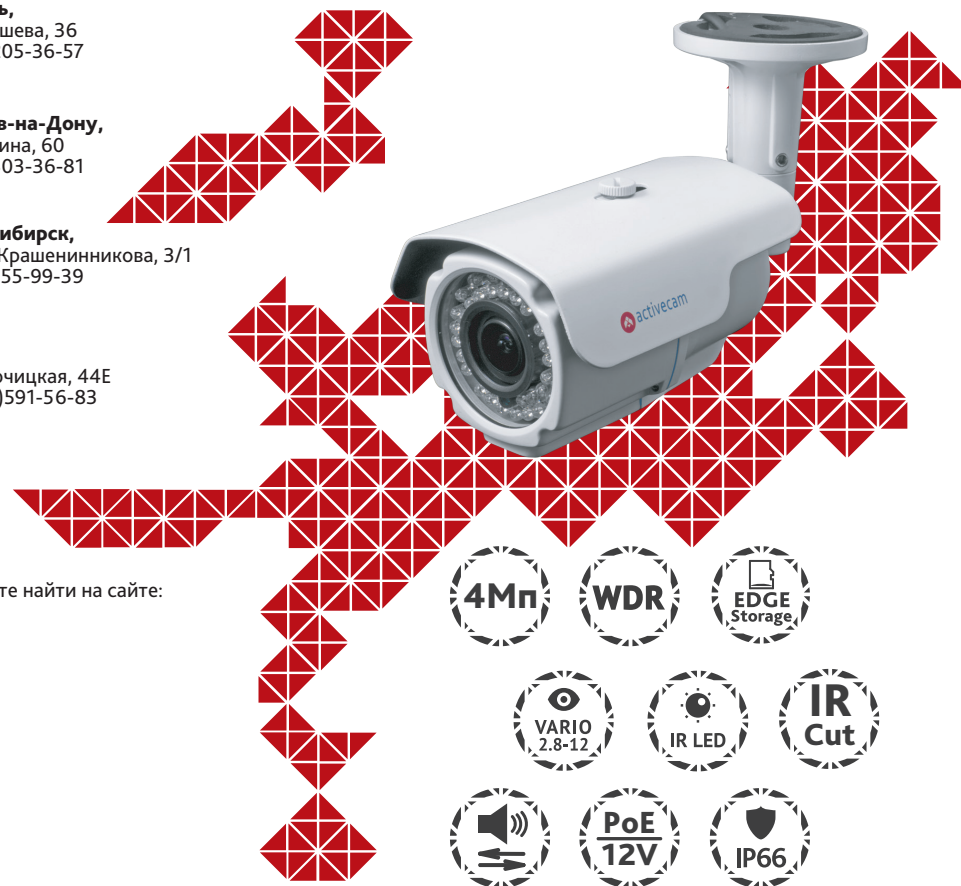 ь,
шева, 36
205-36-57
в-на-Дону,
ина, 60
03-36-81
ибирск,
Крашенинникова, 3/1
55-99-39
чицкая, 44Е
)591-56-83
те найти на сайте:
activecam
4Мп
WDR
EDGE
Storage
VARIO
2.8-12
IR LED
IR
Cut
PoE
12V
IP66